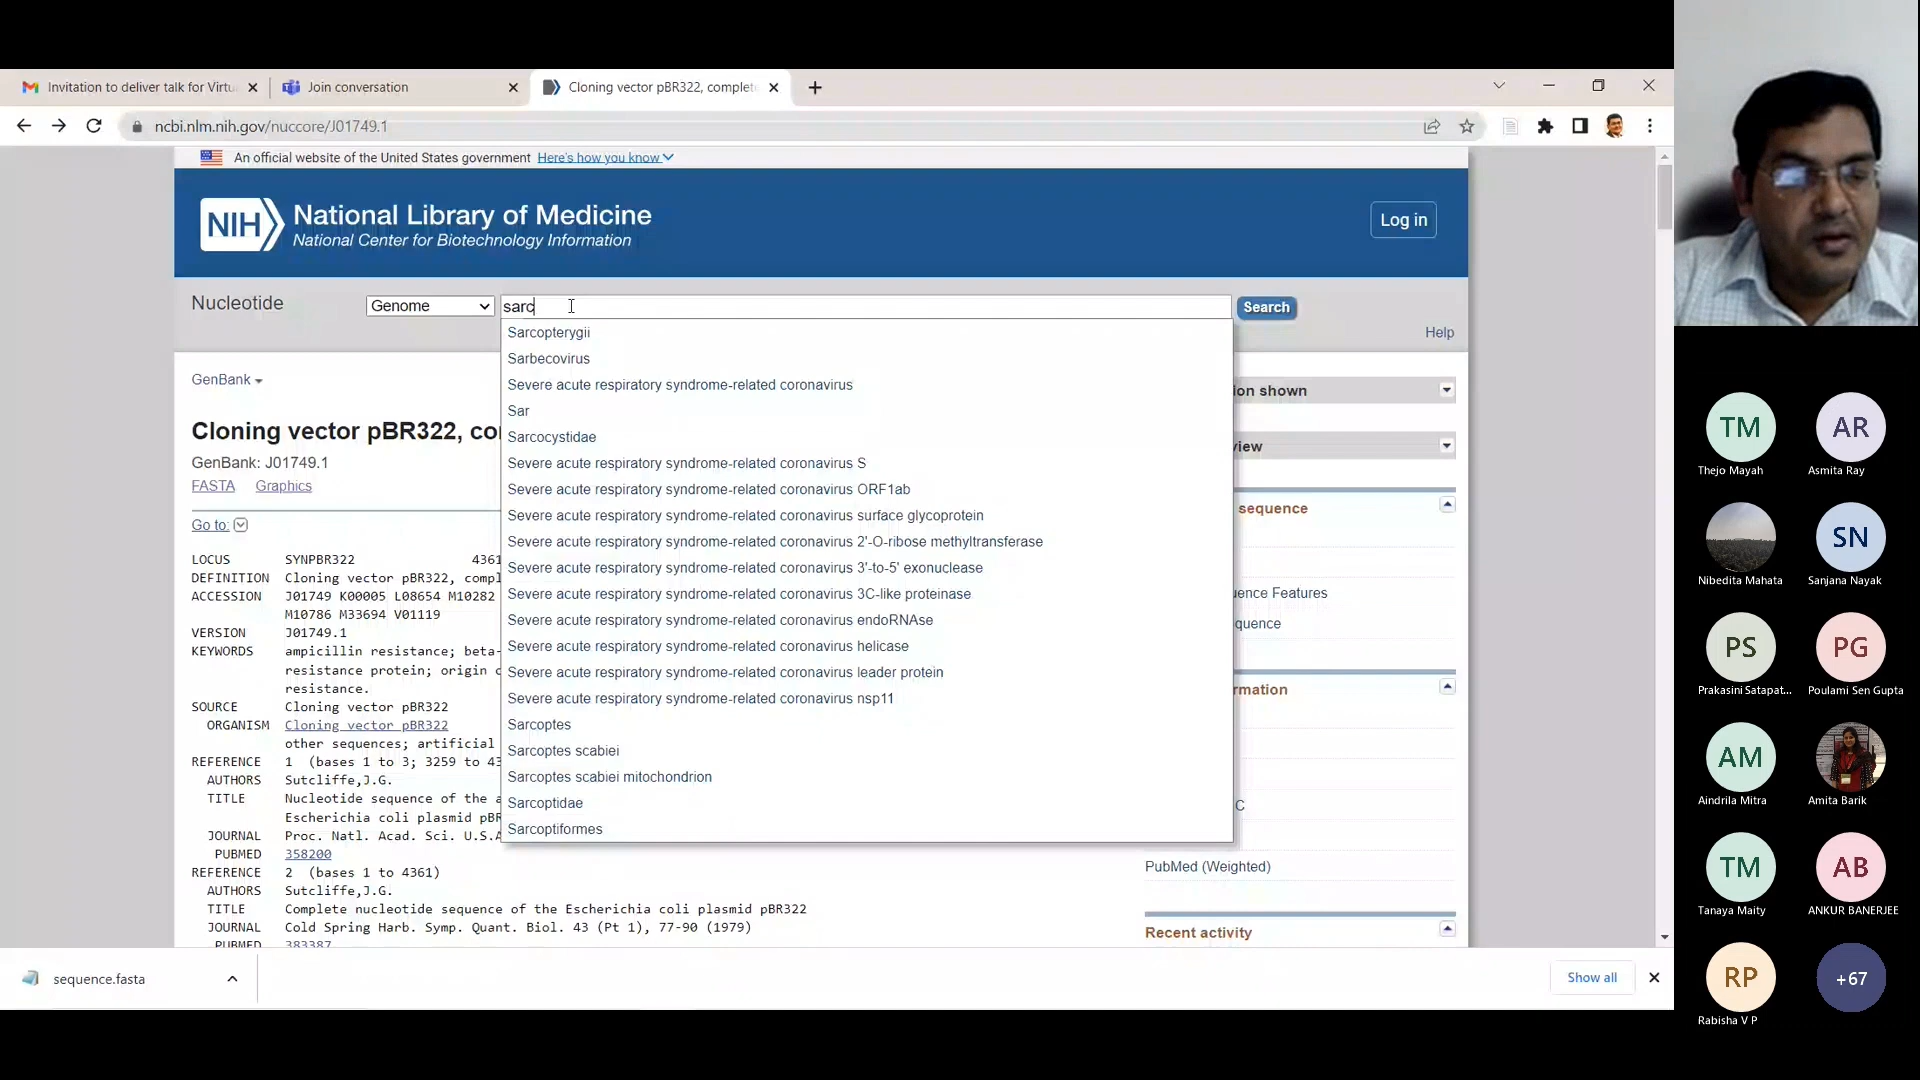 Invitation to deliver talk for Virtu
Join conversation
Cloning vector pBR322, complet
ncbi.nlm.nih.gov/nuccore/J01749.1
An official website of the United States government Here's how you know
NIH National Library of Medicine
National Center for Biotechnology Information
Log in
Nucleotide
Genome
sarc
Search
Help
Sarcopterygii
Sarbecovirus
Severe acute respiratory syndrome-related coronavirus
Sar
Sarcocystidae
Severe acute respiratory syndrome-related coronavirus S
Severe acute respiratory syndrome-related coronavirus ORF1ab
Severe acute respiratory syndrome-related coronavirus surface glycoprotein
Severe acute respiratory syndrome-related coronavirus 2'-O-ribose methyltransferase
Severe acute respiratory syndrome-related coronavirus 3'-to-5' exonuclease
Severe acute respiratory syndrome-related coronavirus 3C-like proteinase
Severe acute respiratory syndrome-related coronavirus endoRNAse
Severe acute respiratory syndrome-related coronavirus helicase
Severe acute respiratory syndrome-related coronavirus leader protein
Severe acute respiratory syndrome-related coronavirus nsp11
Sarcoptes
Sarcoptes scabiei
Sarcoptes scabiei mitochondrion
Sarcoptidae
Sarcoptiformes
GenBank
Cloning vector pBR322, co
GenBank: J01749.1
FASTA Graphics
Go to:
LOCUS SYNPBR322 4361
DEFINITION Cloning vector pBR322, compl
ACCESSION J01749 K00005 L08654 M10282
M10786 M33694 V01119
VERSION J01749.1
KEYWORDS ampicillin resistance; beta-
resistance protein; origin o
resistance.
SOURCE Cloning vector pBR322
ORGANISM Cloning vector pBR322
other sequences; artificial
REFERENCE 1 (bases 1 to 3; 3259 to 43
AUTHORS Sutcliffe,J.G.
TITLE Nucleotide sequence of the a
Escherichia coli plasmid pBR
JOURNAL Proc. Natl. Acad. Sci. U.S.A
PUBMED 358200
REFERENCE 2 (bases 1 to 4361)
AUTHORS Sutcliffe,J.G.
TITLE Complete nucleotide sequence of the Escherichia coli plasmid pBR322
JOURNAL Cold Spring Harb. Symp. Quant. Biol. 43 (Pt 1), 77-90 (1979)
PUBMED 383387
ion shown
view
sequence
uence Features
quence
rmation
C
PubMed (Weighted)
Recent activity
sequence.fasta
Show all
TM
Thejo Mayah
AR
Asmita Ray
Nibedita Mahata
SN
Sanjana Nayak
PS
Prakasini Satapat...
PG
Poulami Sen Gupta
AM
Aindrila Mitra
Amita Barik
TM
Tanaya Maity
AB
ANKUR BANERJEE
RP
Rabisha V P
+67